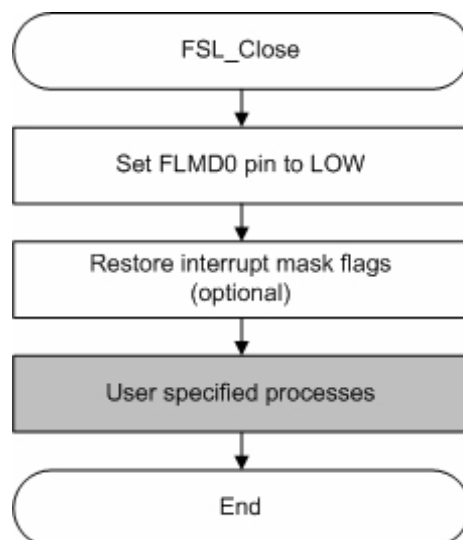 FSL_Close
Set FLMD0 pin to LOW
Restore interrupt mask flags
(optional)
User specified processes
End